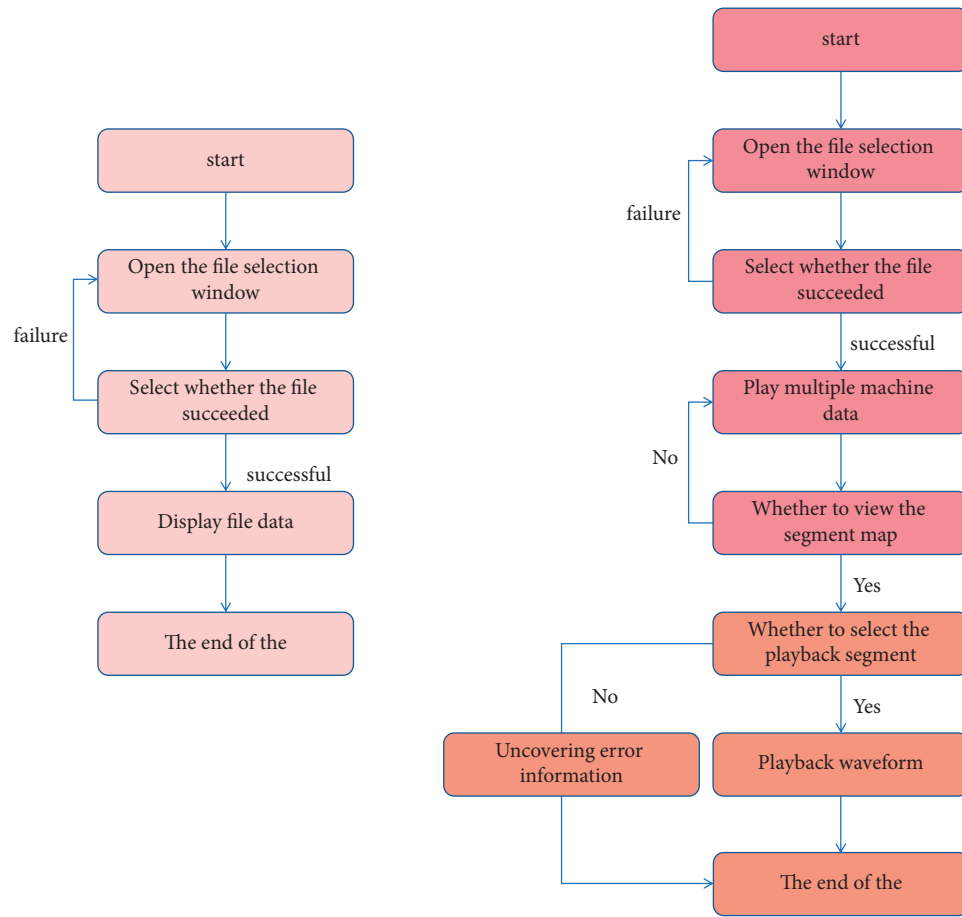 start
Open the file selection
window
failure
Select whether the file
succeeded
successful
Display file data
The end of the
start
Open the file selection
window
failure
Select whether the file
succeeded
successful
Play multiple machine
data
No
Whether to view the
segment map
Yes
Whether to select the
playback segment
No
Yes
Uncovering error
information
Playback waveform
The end of the